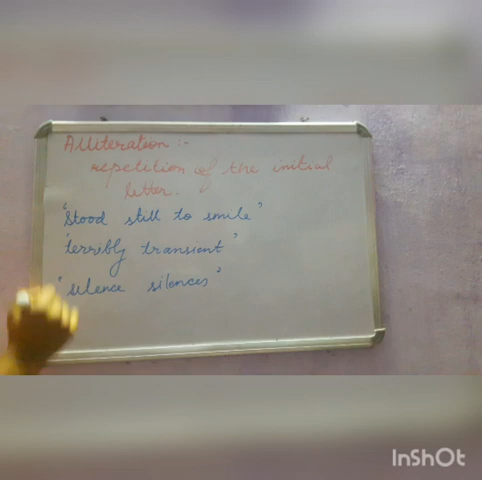 Alliteration :-
repetition of the initial
letter.
'Stood still to smile'
'terribly transient'
'silence silences'
InShOt